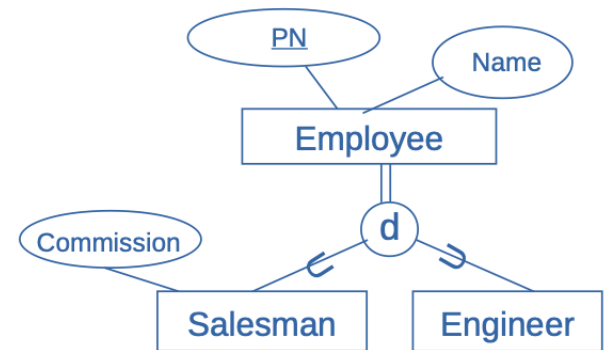 PN
Name
Employee
d
Commission
Salesman
Engineer